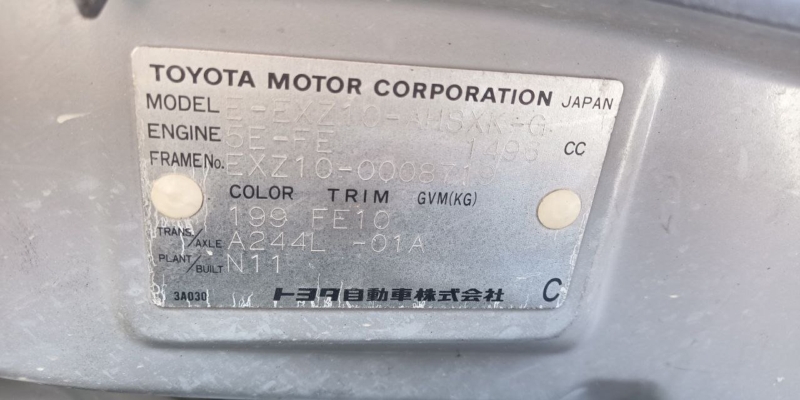 TOYOTA MOTOR CORPORATION JAPAN
MODEL E-EXZ10-AHSXK-G
ENGINE 5E-FE 1496 CC
FRAME No. EXZ10-
COLOR TRIM GVM(KG)
199 FE10
TRANS./AXLE A244L -01A
PLANT/BUILT N11
3A030 トヨタ自動車株式会社 C